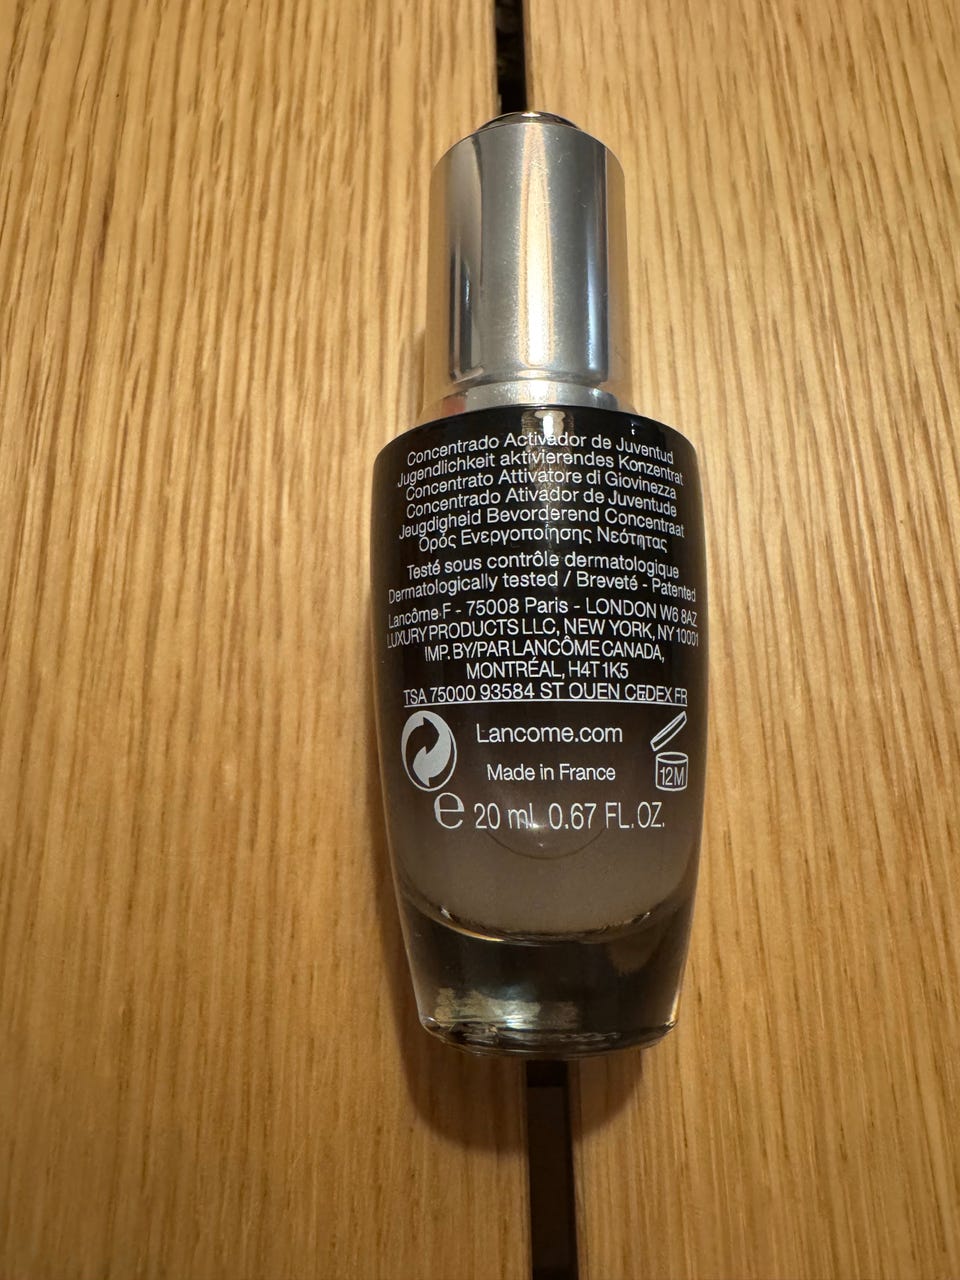 Concentrado Activador de Juventud
Jugendlichkeit aktivierendes Konzentrat
Concentrato Attivatore di Giovinezza
Concentrado Ativador de Juventude
Jeugdigheid Bevorderend Concentraat
Ορός Ενεργοποίησης Νεότητας
Testé sous contrôle dermatologique
Dermatologically tested / Breveté - Patented
Lancôme F - 75008 Paris - LONDON W6 8AZ
LUXURY PRODUCTS LLC, NEW YORK, NY 10001
IMP. BY/PAR LANCÔME CANADA,
MONTRÉAL, H4T 1K5
TSA 75000 93584 ST OUEN CEDEX FR
Lancome.com
12M
Made in France
℮ 20 ml 0.67 FL. OZ.